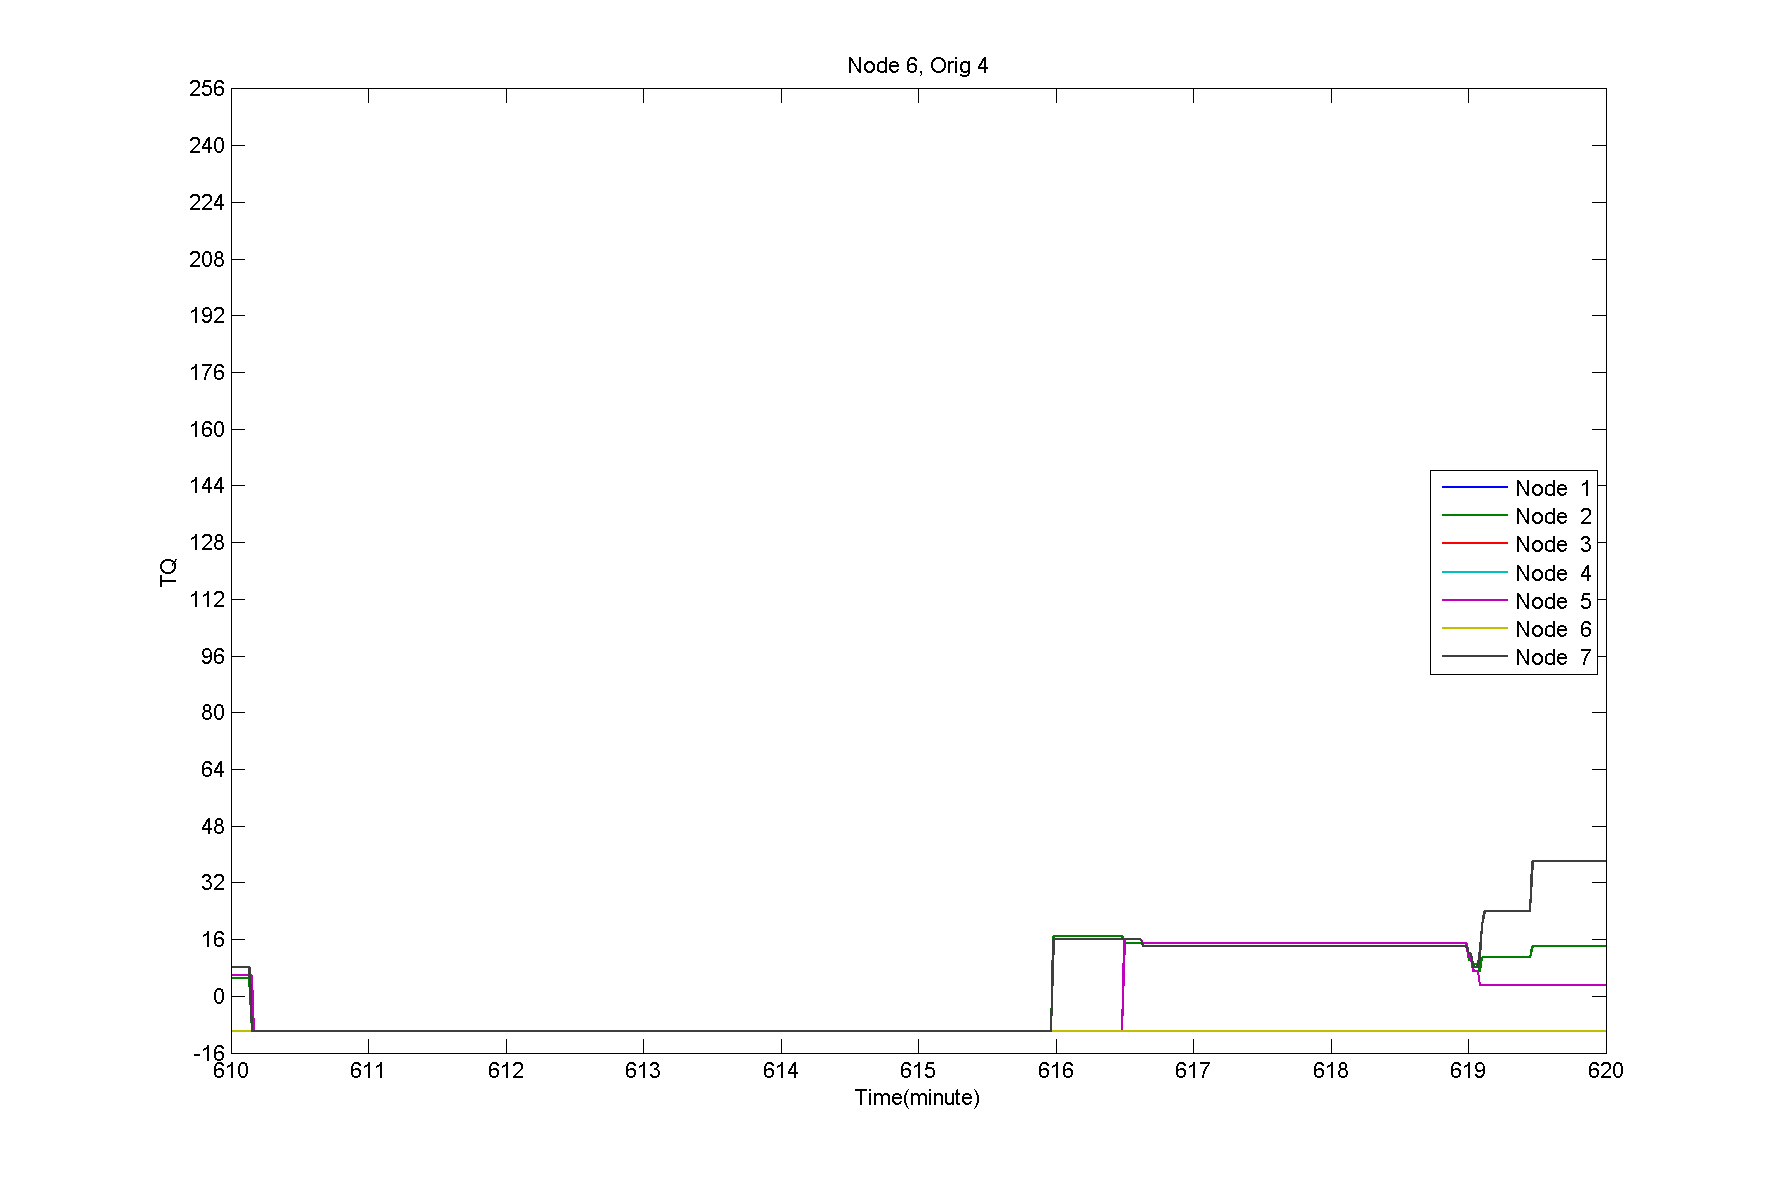 Node 6, Orig 4
256
240
224
208
192
176
160
144
128
112
96
80
64
48
32
16
0
-16
TQ
Node 1
Node 2
Node 3
Node 4
Node 5
Node 6
Node 7
610 611 612 613 614 615 616 617 618 619 620
Time(minute)